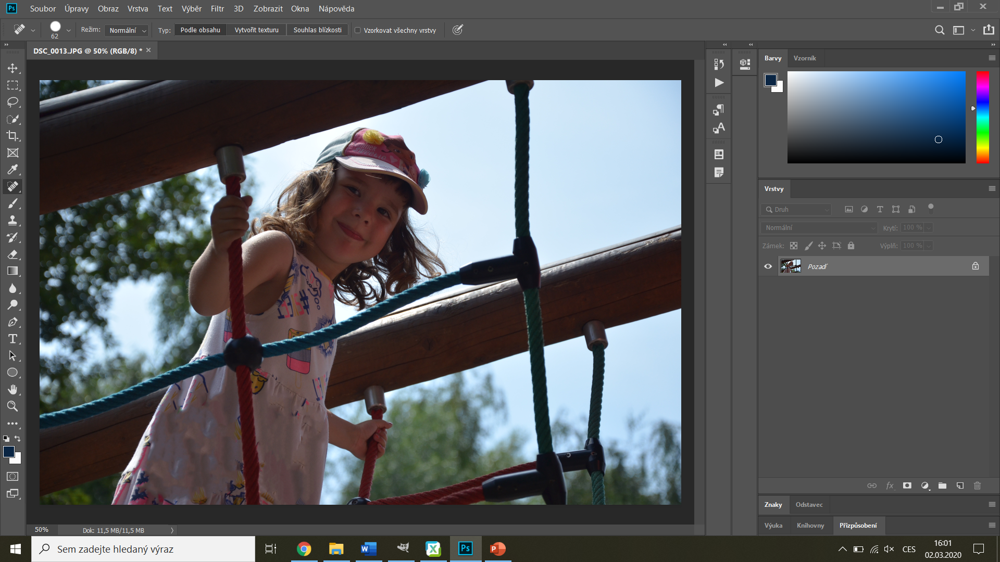 Ps Soubor Úpravy Obraz Vrstva Text Výběr Filtr 3D Zobrazit Okna Nápověda
62 Režim: Normální Typ: Podle obsahu Vytvořit texturu Souhlas blízkosti Vzorkovat všechny vrstvy
DSC_0013.JPG @ 50% (RGB/8) *
Barvy Vzorník
Vrstvy
Druh
Normální Krytí: 100 %
Zámek: Výplň: 100 %
Pozadí
fx
Znaky Odstavec
Výuka Knihovny Přizpůsobení
50% Dok: 11,5 MB/11,5 MB
Sem zadejte hledaný výraz
CES
16:01
02.03.2020